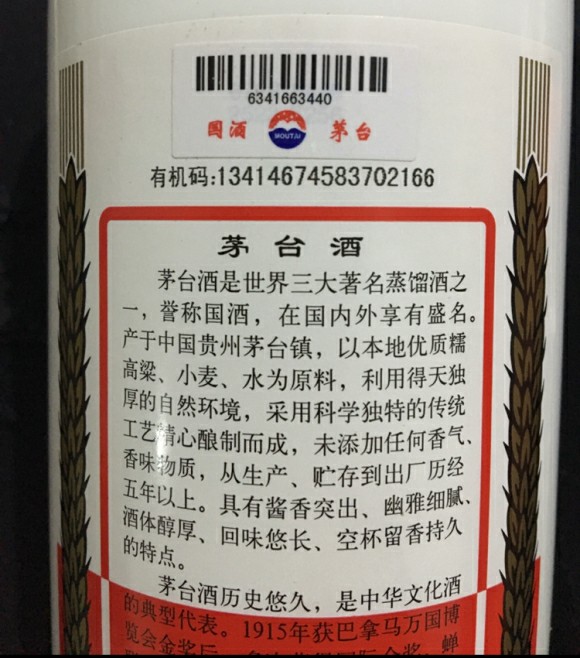 6341663440
国酒 MOUTAI 茅台
有机码:13414674583702166
茅台酒
茅台酒是世界三大著名蒸馏酒之
一，誉称国酒，在国内外享有盛名。
产于中国贵州茅台镇，以本地优质糯
高粱、小麦、水为原料，利用得天独
厚的自然环境，采用科学独特的传统
工艺精心酿制而成，未添加任何香气、
香味物质，从生产、贮存到出厂历经
五年以上。具有酱香突出、幽雅细腻、
酒体醇厚、回味悠长、空杯留香持久
的特点。
茅台酒历史悠久，是中华文化酒
的典型代表。1915年获巴拿马万国博
览会金奖后，